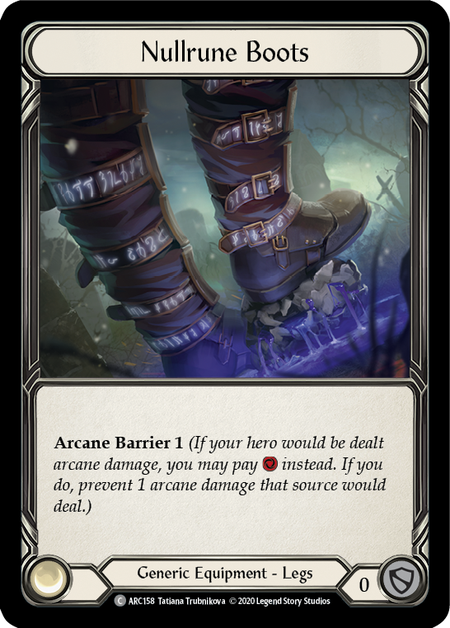 Nullrune Boots
Arcane Barrier 1 (If your hero would be dealt
arcane damage, you may pay instead. If you
do, prevent 1 arcane damage that source would
deal.)
Generic Equipment - Legs
0
C ARC158 Tatiana Trubnikova © 2020 Legend Story Studios